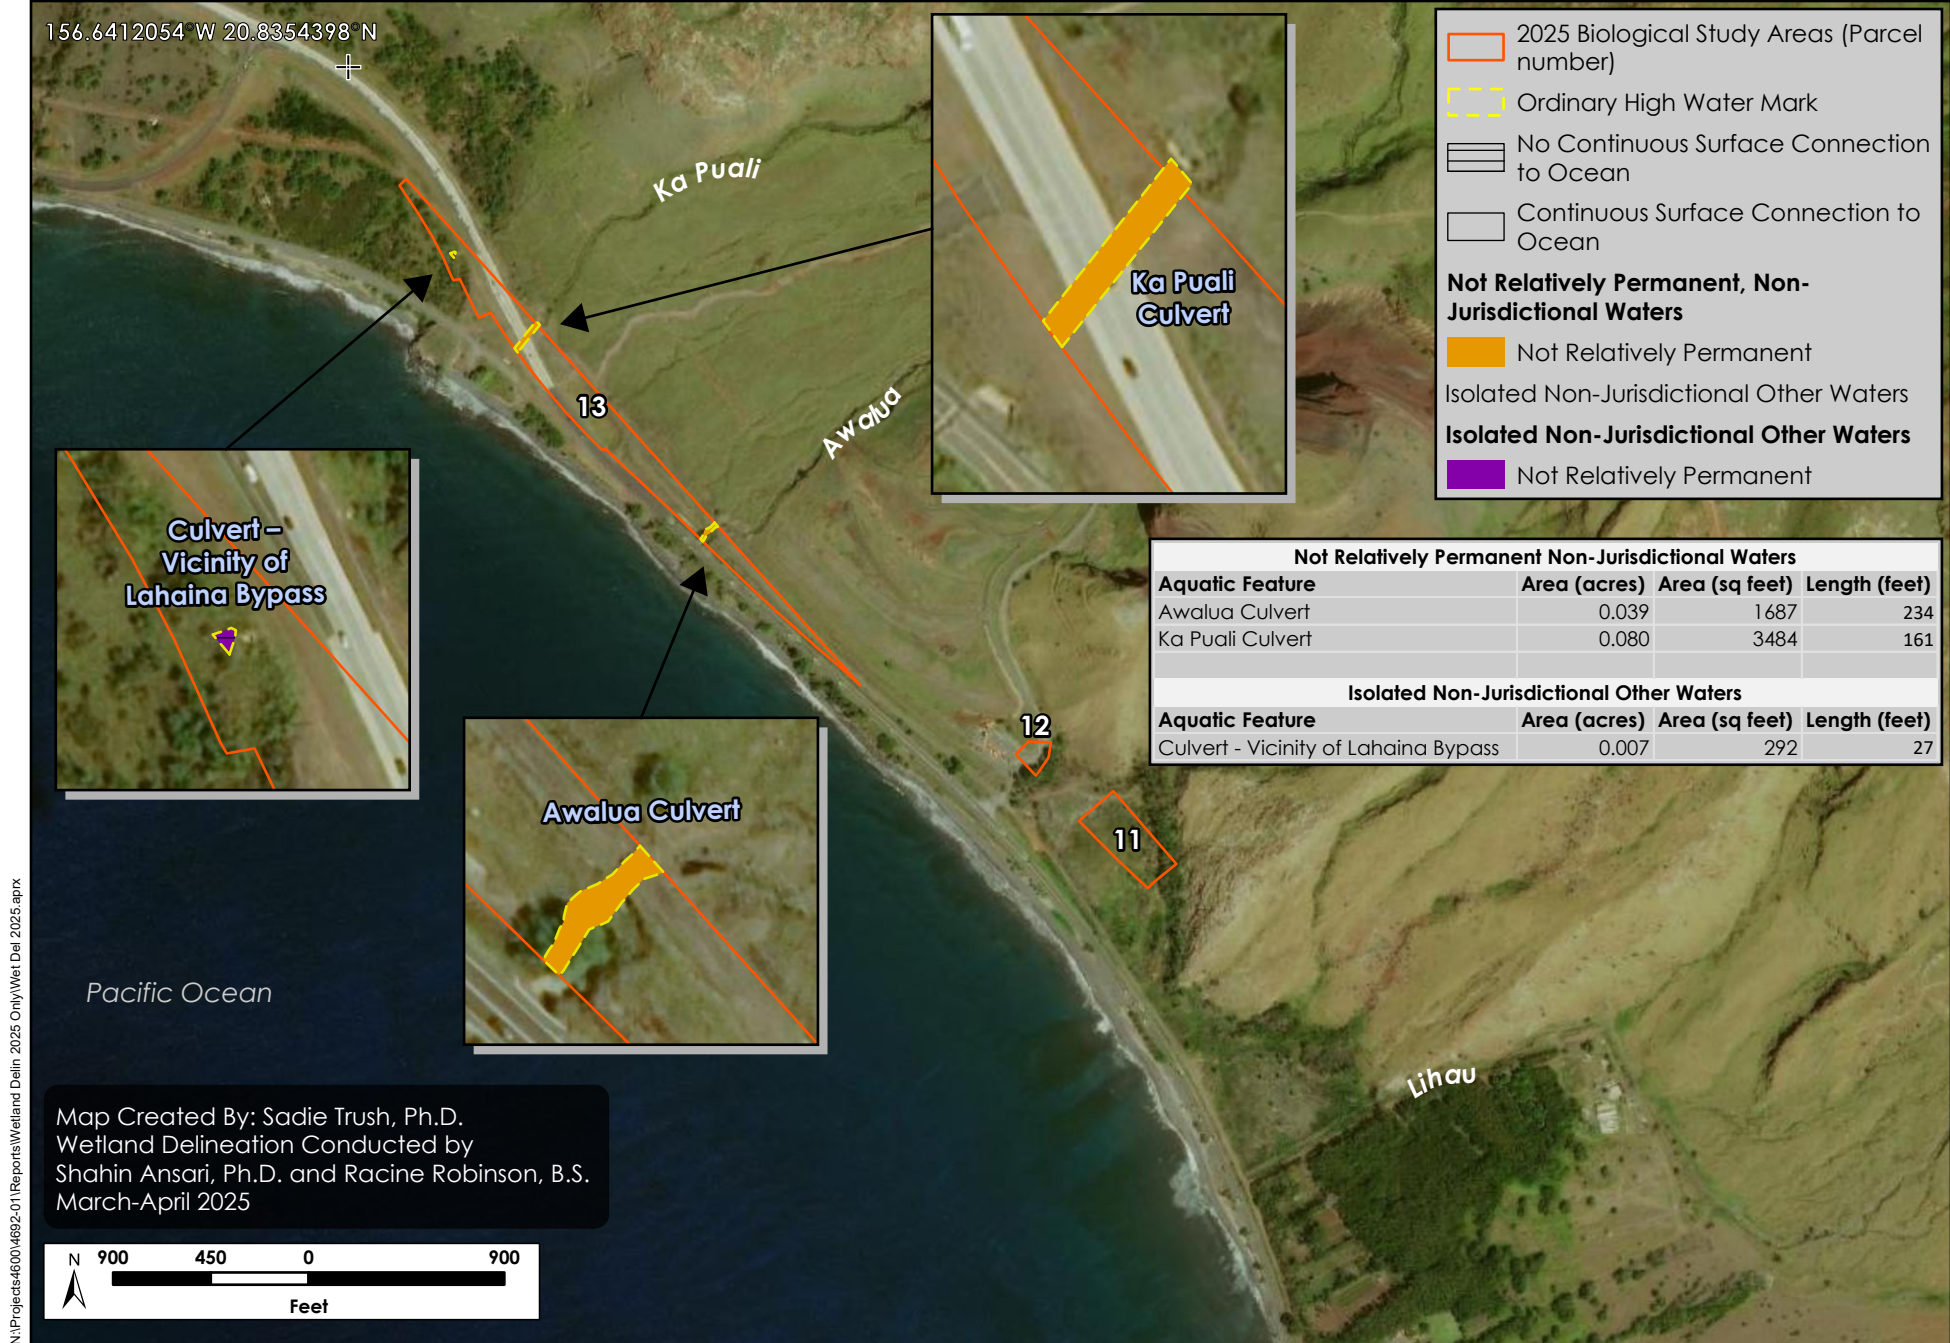 156.6412054°W 20.8354398°N
Ka Puali
Awalua
13
12
11
Lihau
Pacific Ocean
Ka Puali
Culvert
Culvert –
Vicinity of
Lahaina Bypass
Awalua Culvert
2025 Biological Study Areas (Parcel
number)
Ordinary High Water Mark
No Continuous Surface Connection
to Ocean
Continuous Surface Connection to
Ocean
Not Relatively Permanent, Non-
Jurisdictional Waters
Not Relatively Permanent
Isolated Non-Jurisdictional Other Waters
Isolated Non-Jurisdictional Other Waters
Not Relatively Permanent
Not Relatively Permanent Non-Jurisdictional Waters
Aquatic Feature Area (acres) Area (sq feet) Length (feet)
Awalua Culvert 0.039 1687 234
Ka Puali Culvert 0.080 3484 161
Isolated Non-Jurisdictional Other Waters
Aquatic Feature Area (acres) Area (sq feet) Length (feet)
Culvert - Vicinity of Lahaina Bypass 0.007 292 27
Map Created By: Sadie Trush, Ph.D.
Wetland Delineation Conducted by
Shahin Ansari, Ph.D. and Racine Robinson, B.S.
March-April 2025
N 900 450 0 900
Feet
N:\Projects4600\4692-01\Reports\Wetland Delin 2025 Only\Wet Del 2025.aprx